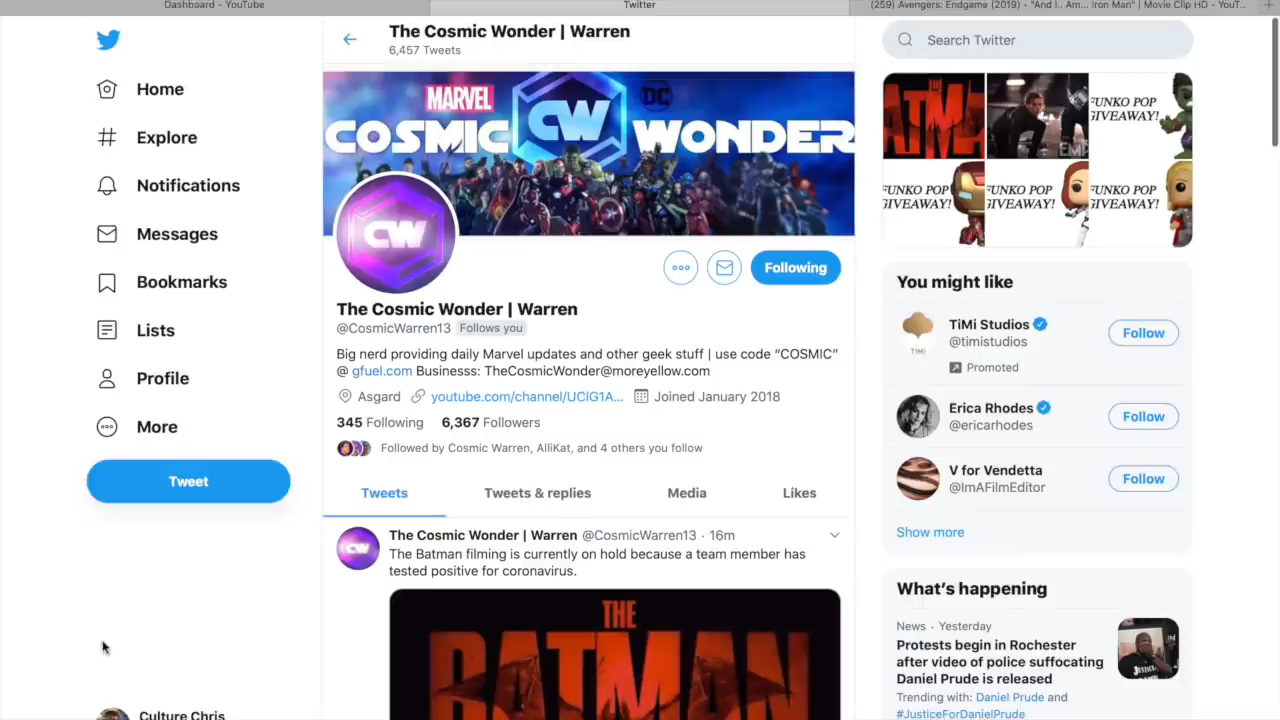 Dashboard - YouTube
Twitter
(259) Avengers: Endgame (2019) - "And I.. Am... Iron Man" | Movie Clip HD - YouT...
Home
Explore
Notifications
Messages
Bookmarks
Lists
Profile
More
Tweet
Culture Chris
The Cosmic Wonder | Warren
6,457 Tweets
MARVEL
DC
COSMIC CW WONDER
CW
Following
The Cosmic Wonder | Warren
@CosmicWarren13 Follows you
Big nerd providing daily Marvel updates and other geek stuff | use code “COSMIC”
@ gfuel.com Businesss: TheCosmicWonder@moreyellow.com
Asgard youtube.com/channel/UClG1A... Joined January 2018
345 Following 6,367 Followers
Followed by Cosmic Warren, AlliKat, and 4 others you follow
Tweets Tweets & replies Media Likes
CW
The Cosmic Wonder | Warren @CosmicWarren13 · 16m
The Batman filming is currently on hold because a team member has
tested positive for coronavirus.
THE
BATMAN
Search Twitter
FUNKO POP
GIVEAWAY!
FUNKO POP
GIVEAWAY!
FUNKO POP
GIVEAWAY!
FUNKO POP
GIVEAWAY!
You might like
TiMi Studios
@timistudios
Promoted
Follow
Erica Rhodes
@ericarhodes
Follow
V for Vendetta
@ImAFilmEditor
Follow
Show more
What’s happening
News · Yesterday
Protests begin in Rochester
after video of police suffocating
Daniel Prude is released
Trending with: Daniel Prude and
#JusticeForDanielPrude